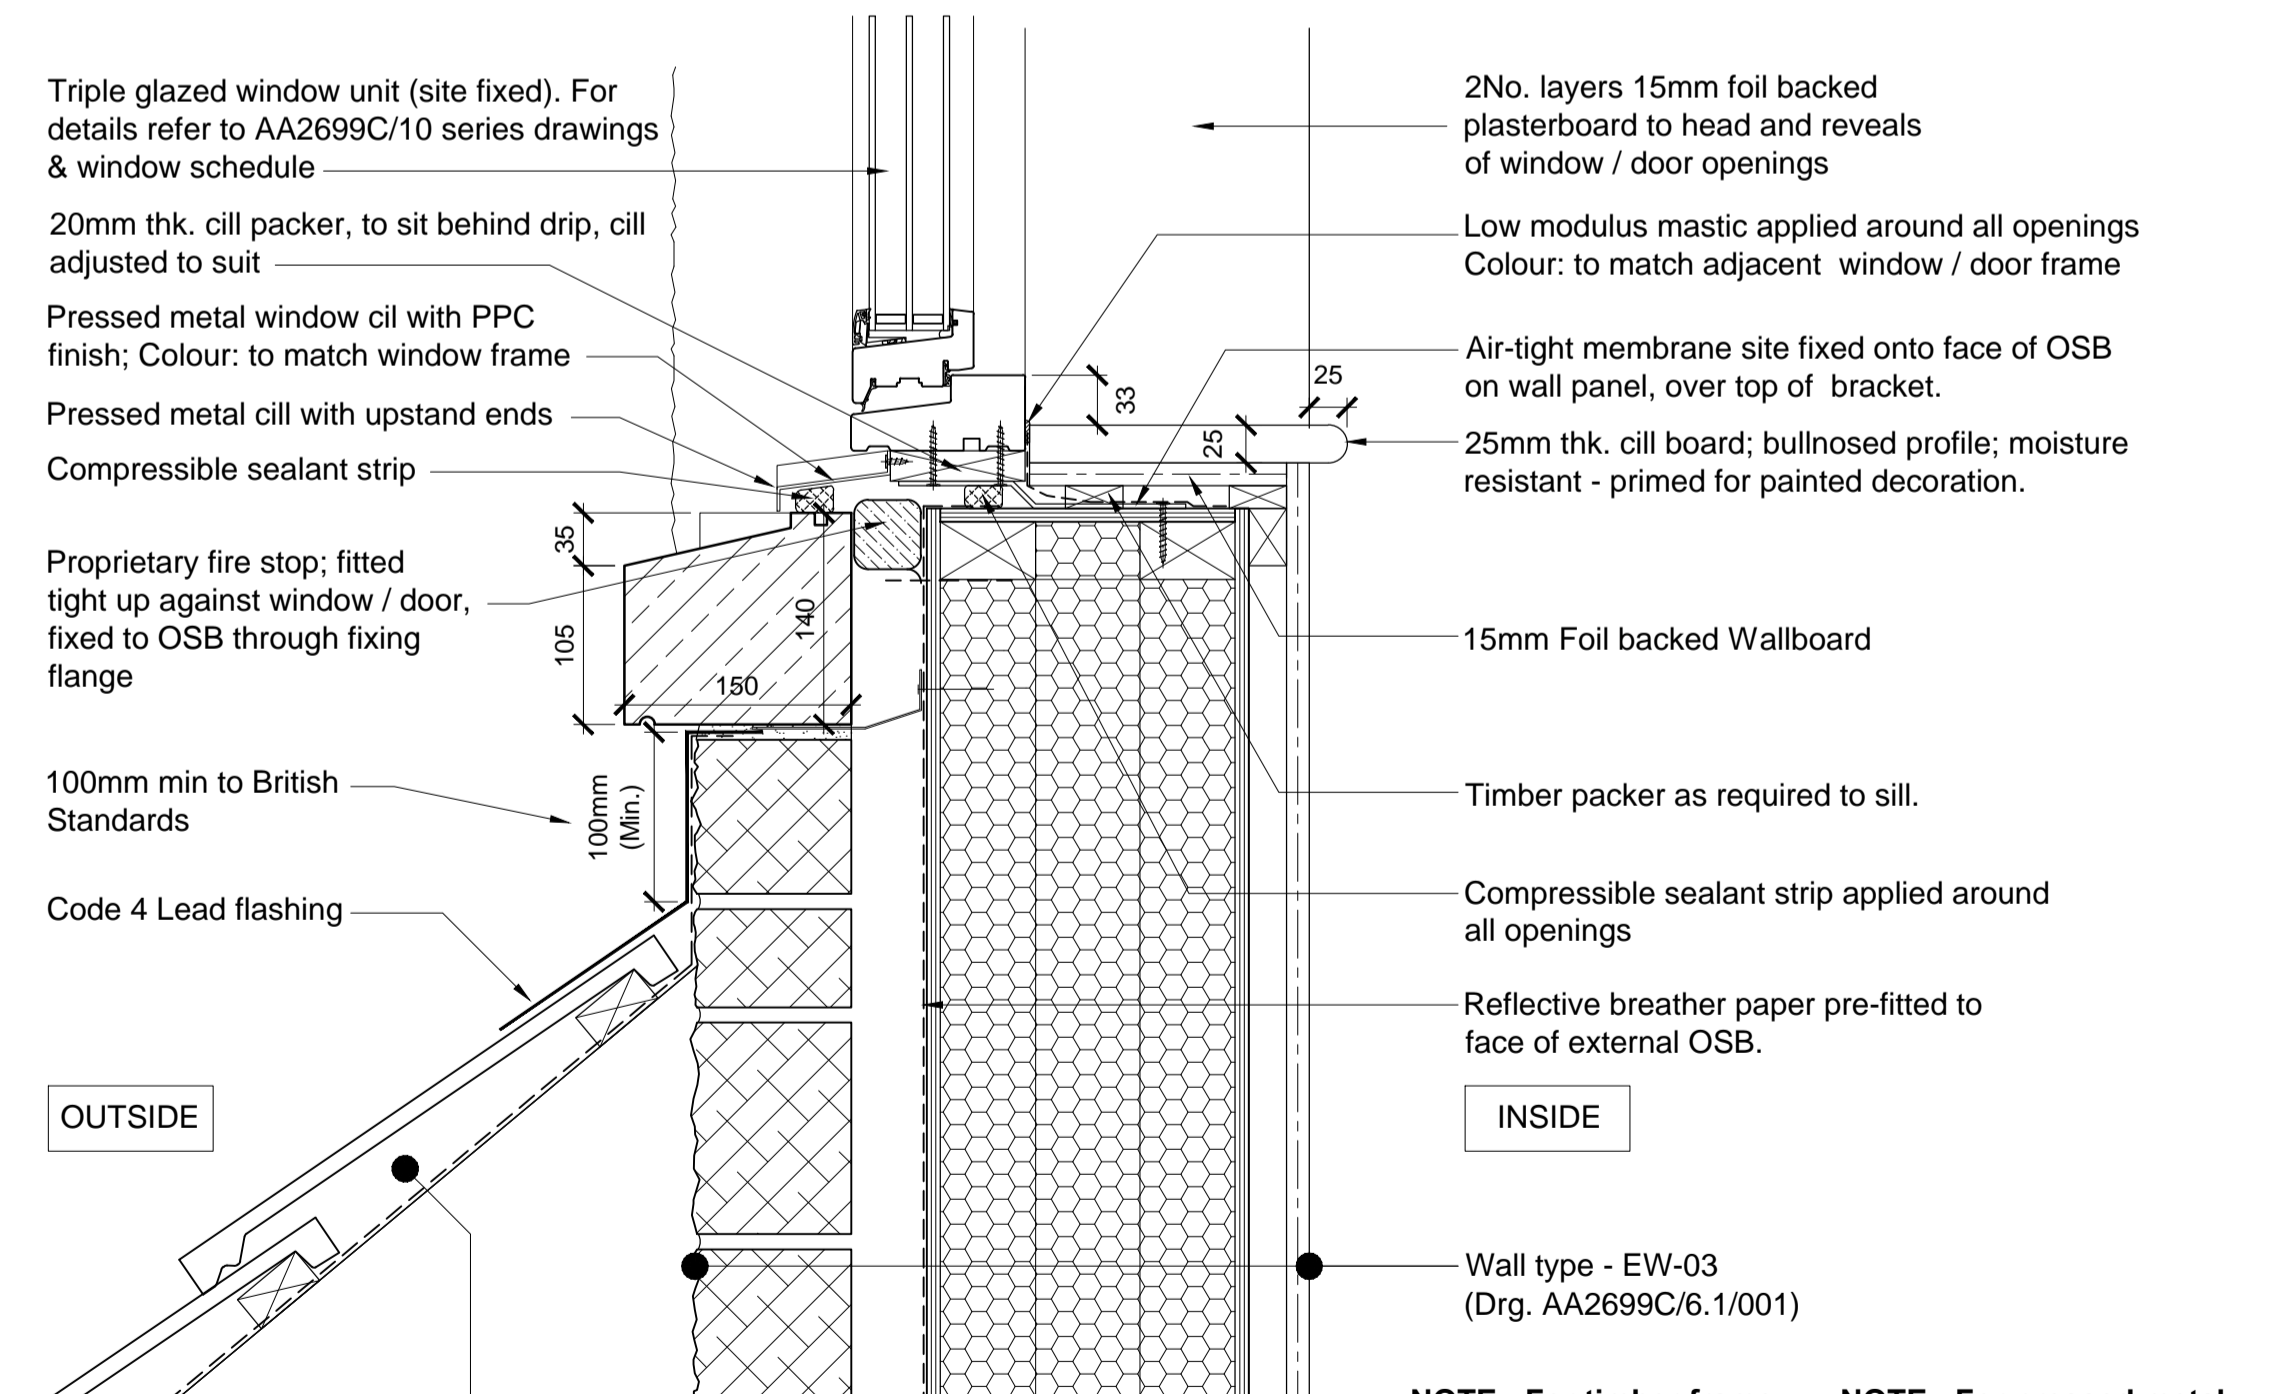 Triple glazed window unit (site fixed). For
details refer to AA2699C/10 series drawings
& window schedule
20mm thk. cill packer, to sit behind drip, cill
adjusted to suit
Pressed metal window cil with PPC
finish; Colour: to match window frame
Pressed metal cill with upstand ends
Compressible sealant strip
Proprietary fire stop; fitted
tight up against window / door,
fixed to OSB through fixing
flange
100mm min to British
Standards
Code 4 Lead flashing
OUTSIDE
35
105
140
150
100mm
(Min.)
33
25
25
2No. layers 15mm foil backed
plasterboard to head and reveals
of window / door openings
Low modulus mastic applied around all openings
Colour: to match adjacent  window / door frame
Air-tight membrane site fixed onto face of OSB
on wall panel, over top of  bracket.
25mm thk. cill board; bullnosed profile; moisture
resistant - primed for painted decoration.
15mm Foil backed Wallboard
Timber packer as required to sill.
Compressible sealant strip applied around
all openings
Reflective breather paper pre-fitted to
face of external OSB.
INSIDE
Wall type - EW-03
(Drg. AA2699C/6.1/001)